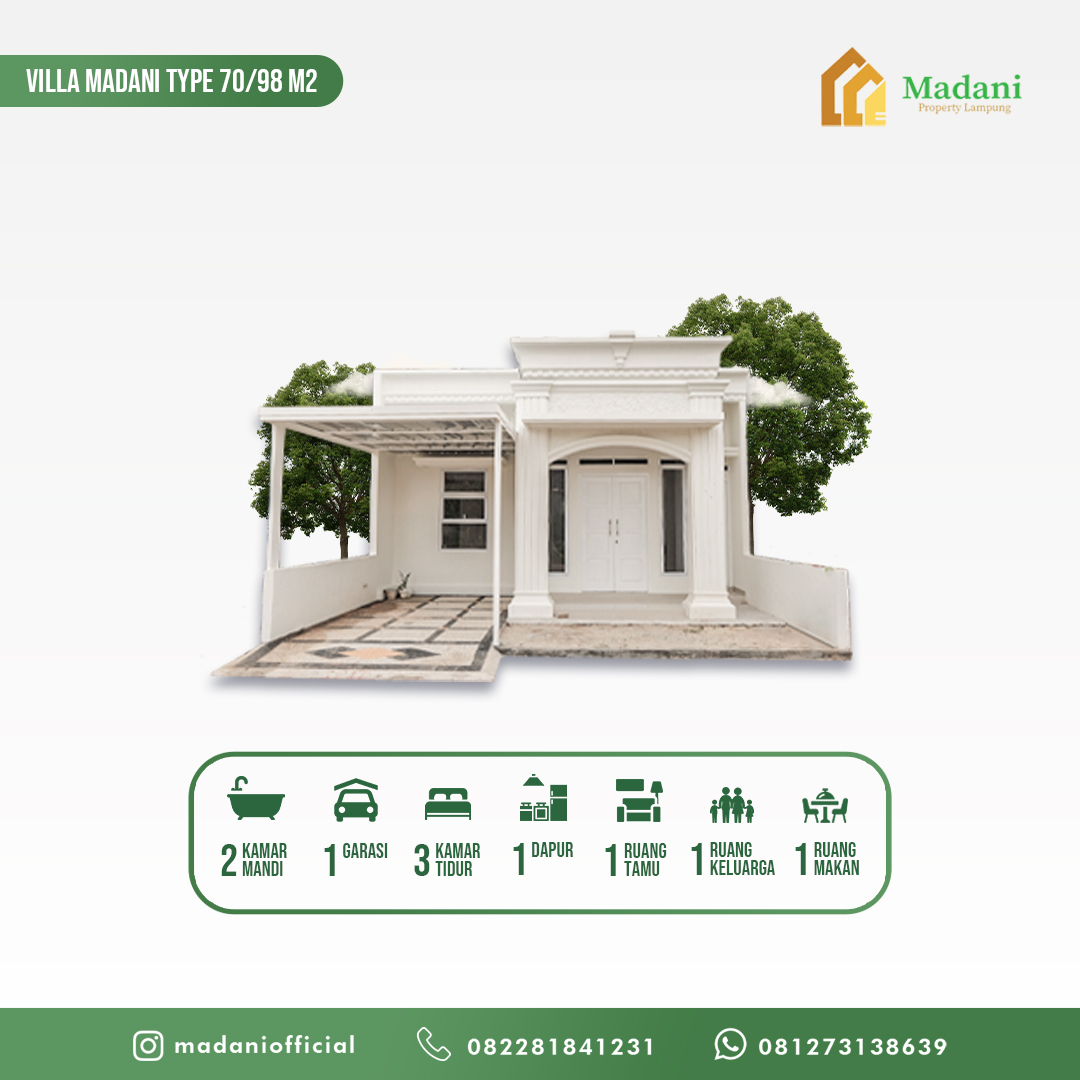 VILLA MADANI TYPE 70/98 M2
Madani
Property Lampung
2 KAMAR
MANDI
1 GARASI
3 KAMAR
TIDUR
1 DAPUR
1 RUANG
TAMU
1 RUANG
KELUARGA
1 RUANG
MAKAN
madaniofficial
082281841231
081273138639